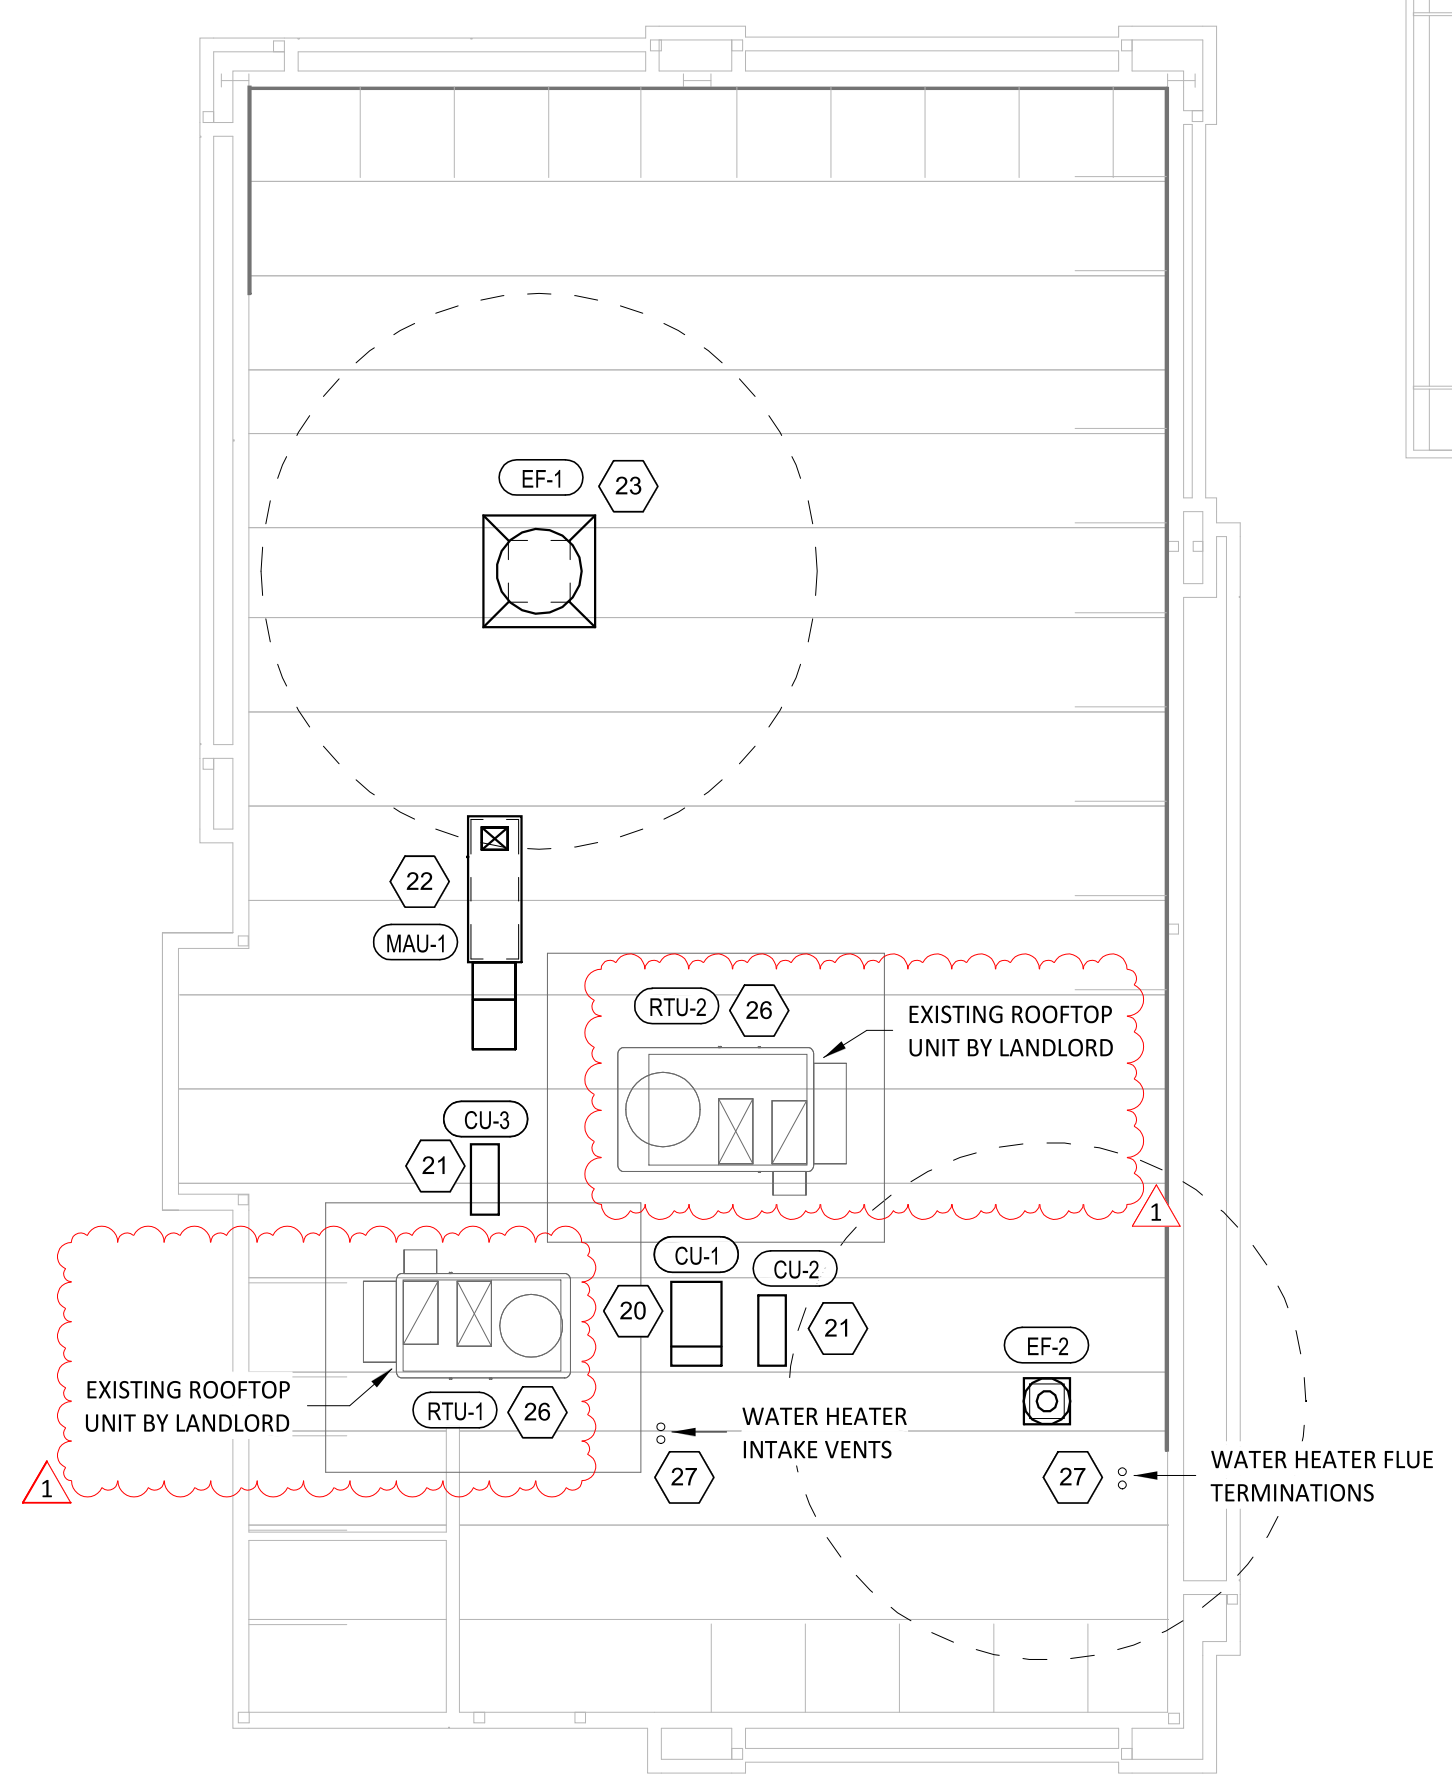 EF-1
23
22
MAU-1
RTU-2
26
EXISTING ROOFTOP
UNIT BY LANDLORD
CU-3
21
1
CU-1
CU-2
20
21
EF-2
EXISTING ROOFTOP
UNIT BY LANDLORD
RTU-1
26
WATER HEATER
INTAKE VENTS
27
1
27
WATER HEATER FLUE
TERMINATIONS